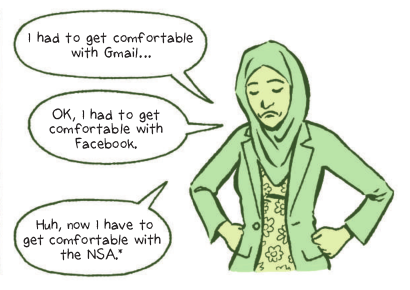 I had to get comfortable
with Gmail...
OK, I had to get
comfortable with
Facebook.
Huh, now I have to
get comfortable with
the NSA.*